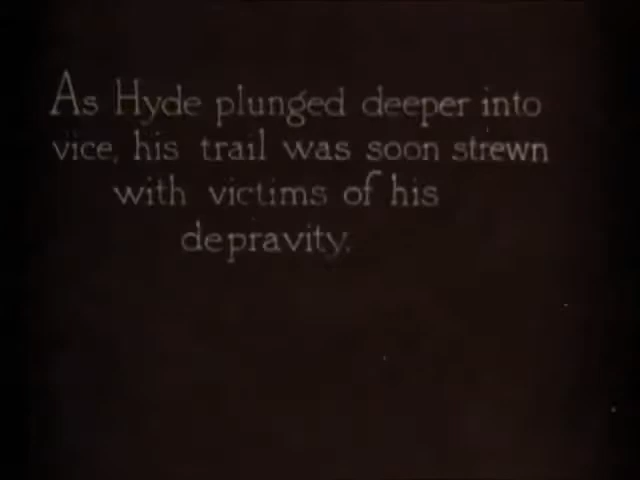 As Hyde plunged deeper into
vice, his trail was soon strewn
with victims of his
depravity.